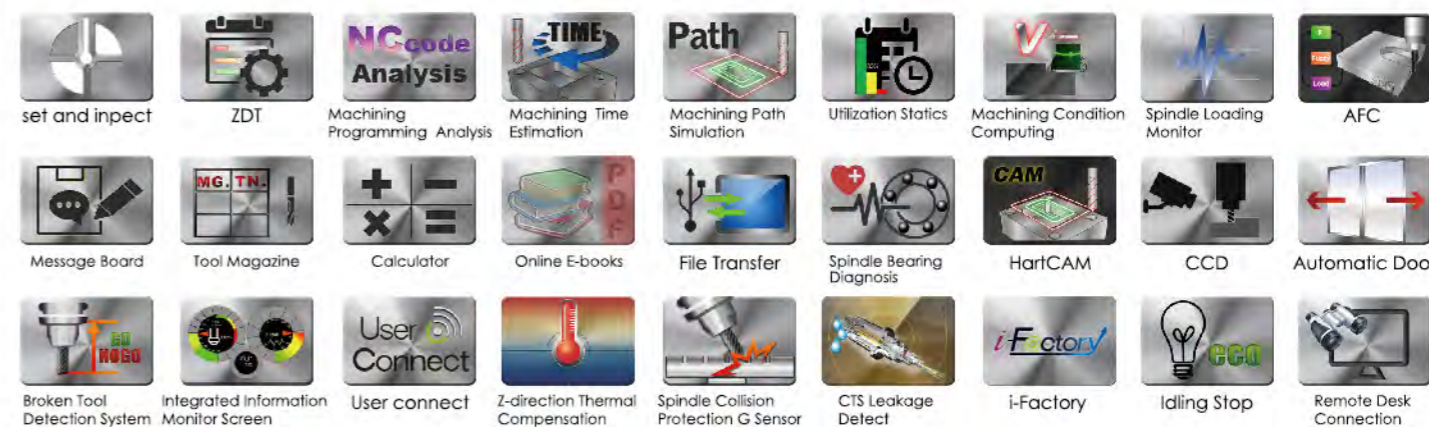 NCcode
Analysis
TIME
Path
V
set and inpect
ZDT
Machining
Programming Analysis
Machining Time
Estimation
Machining Path
Simulation
Utilization Statics
Machining Condition
Computing
Spindle Loading
Monitor
AFC
MG. TN.
PDF
CAM
Message Board
Tool Magazine
Calculator
Online E-books
File Transfer
Spindle Bearing
Diagnosis
HartCAM
CCD
Automatic Doo
GO
NOGO
User
Connect
i-Factory
eco
Broken Tool
Detection System
Integrated Information
Monitor Screen
User connect
Z-direction Thermal
Compensation
Spindle Collision
Protection G Sensor
CTS Leakage
Detect
i-Factory
Idling Stop
Remote Desk
Connection